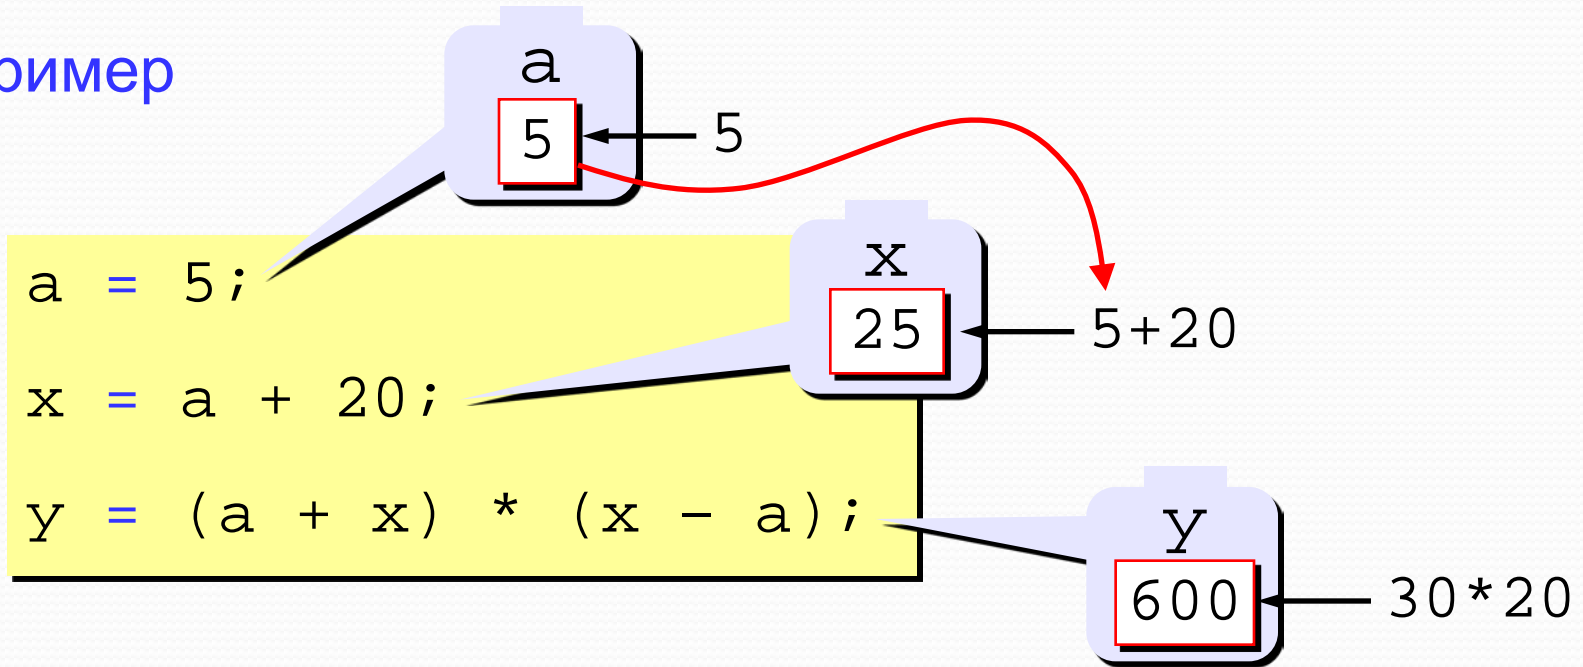 ример
a
5
5
a = 5;
x
25
5+20
x = a + 20;
y = (a + x) * (x - a);
y
600
30*20